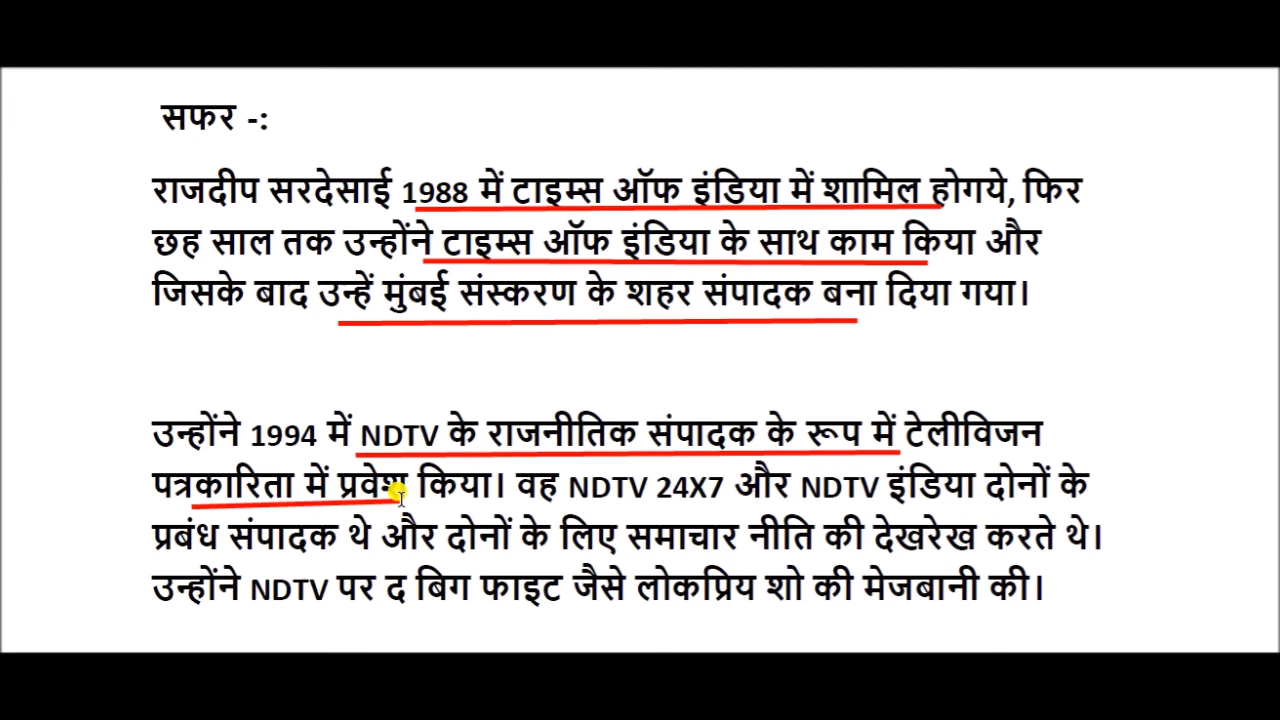 सफर -:
राजदीप सरदेसाई 1988 में टाइम्स ऑफ इंडिया में शामिल होगये, फिर
छह साल तक उन्होंने टाइम्स ऑफ इंडिया के साथ काम किया और
जिसके बाद उन्हें मुंबई संस्करण के शहर संपादक बना दिया गया।
उन्होंने 1994 में NDTV के राजनीतिक संपादक के रूप में टेलीविजन
पत्रकारिता में प्रवेश किया। वह NDTV 24X7 और NDTV इंडिया दोनों के
प्रबंध संपादक थे और दोनों के लिए समाचार नीति की देखरेख करते थे।
उन्होंने NDTV पर द बिग फाइट जैसे लोकप्रिय शो की मेजबानी की।